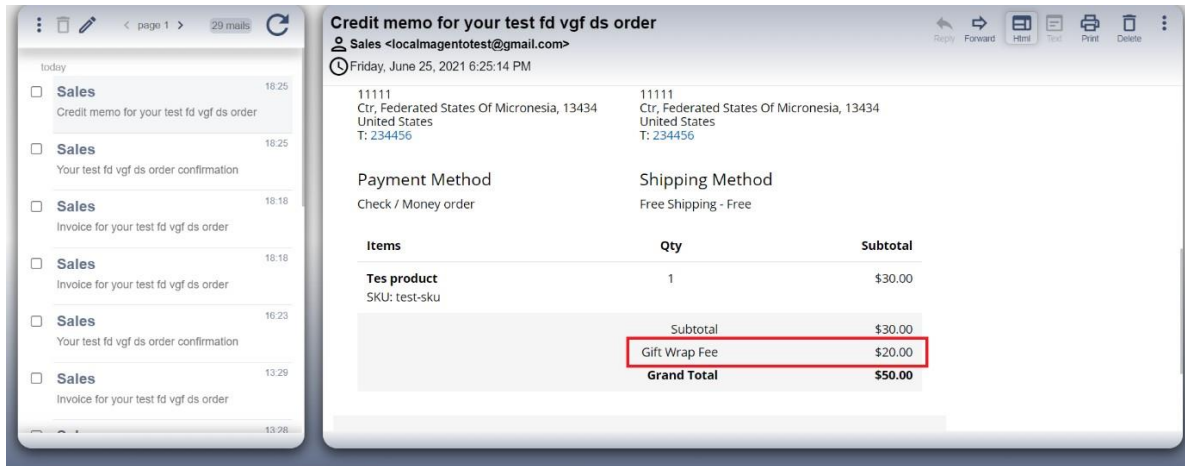 page 1
29 mails
today
Sales 18:25
Credit memo for your test fd vgf ds order
Sales 18:25
Your test fd vgf ds order confirmation
Sales 18:18
Invoice for your test fd vgf ds order
Sales 18:18
Invoice for your test fd vgf ds order
Sales 16:23
Your test fd vgf ds order confirmation
Sales 13:29
Invoice for your test fd vgf ds order
13:28
Credit memo for your test fd vgf ds order
Sales <localmagentotest@gmail.com>
Friday, June 25, 2021 6:25:14 PM
Reply Forward Html Text Print Delete
11111 11111
Ctr, Federated States Of Micronesia, 13434 Ctr, Federated States Of Micronesia, 13434
United States United States
T: 234456 T: 234456
Payment Method Shipping Method
Check / Money order Free Shipping - Free
Items Qty Subtotal
Tes product 1 $30.00
SKU: test-sku
Subtotal $30.00
Gift Wrap Fee $20.00
Grand Total $50.00